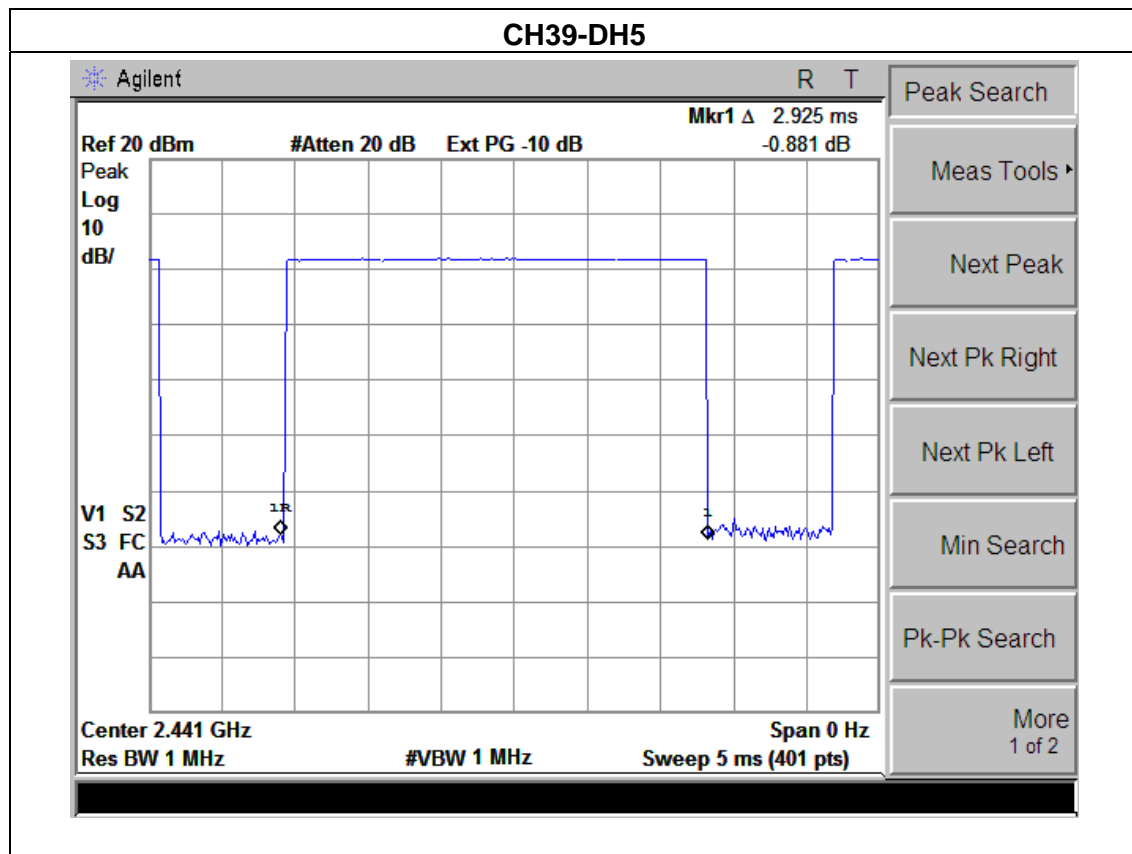 CH39-DH5
Agilent
R T
Peak Search
Mkr1 Δ 2.925 ms
Ref 20 dBm #Atten 20 dB Ext PG -10 dB -0.881 dB
Peak
Log
10
dB/
Meas Tools
Next Peak
Next Pk Right
Next Pk Left
1R
1
V1 S2
S3 FC
AA
Min Search
Pk-Pk Search
Center 2.441 GHz Span 0 Hz
Res BW 1 MHz #VBW 1 MHz Sweep 5 ms (401 pts)
More
1 of 2